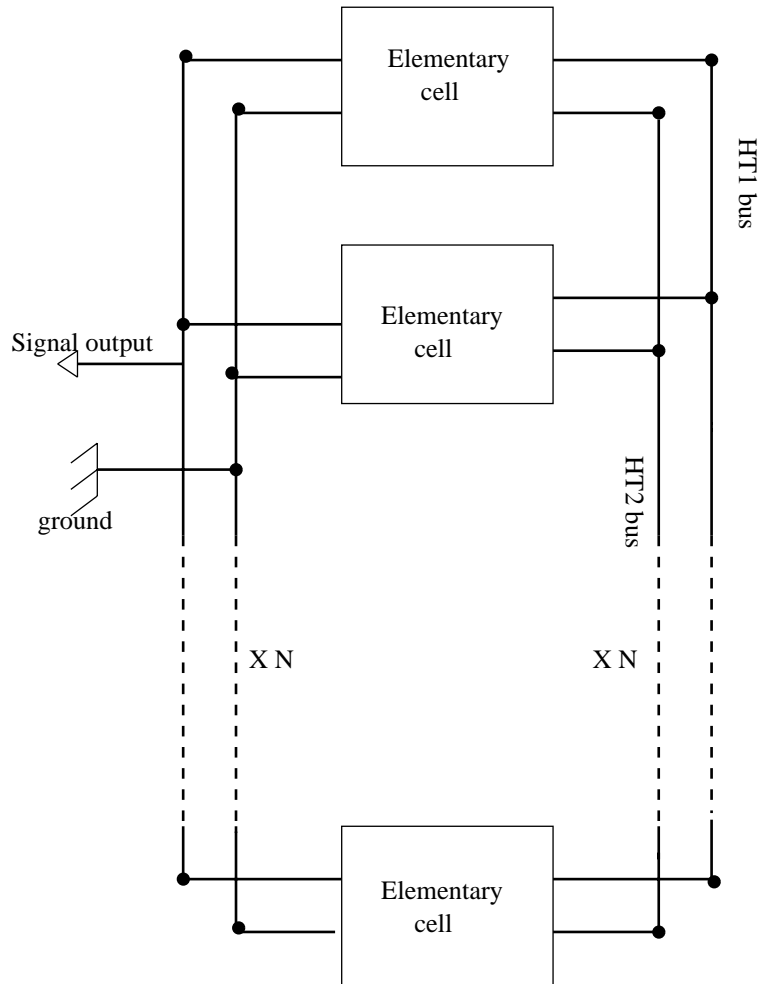 Elementary
cell
HT1 bus
Elementary
cell
Signal output
HT2 bus
ground
X N
X N
Elementary
cell